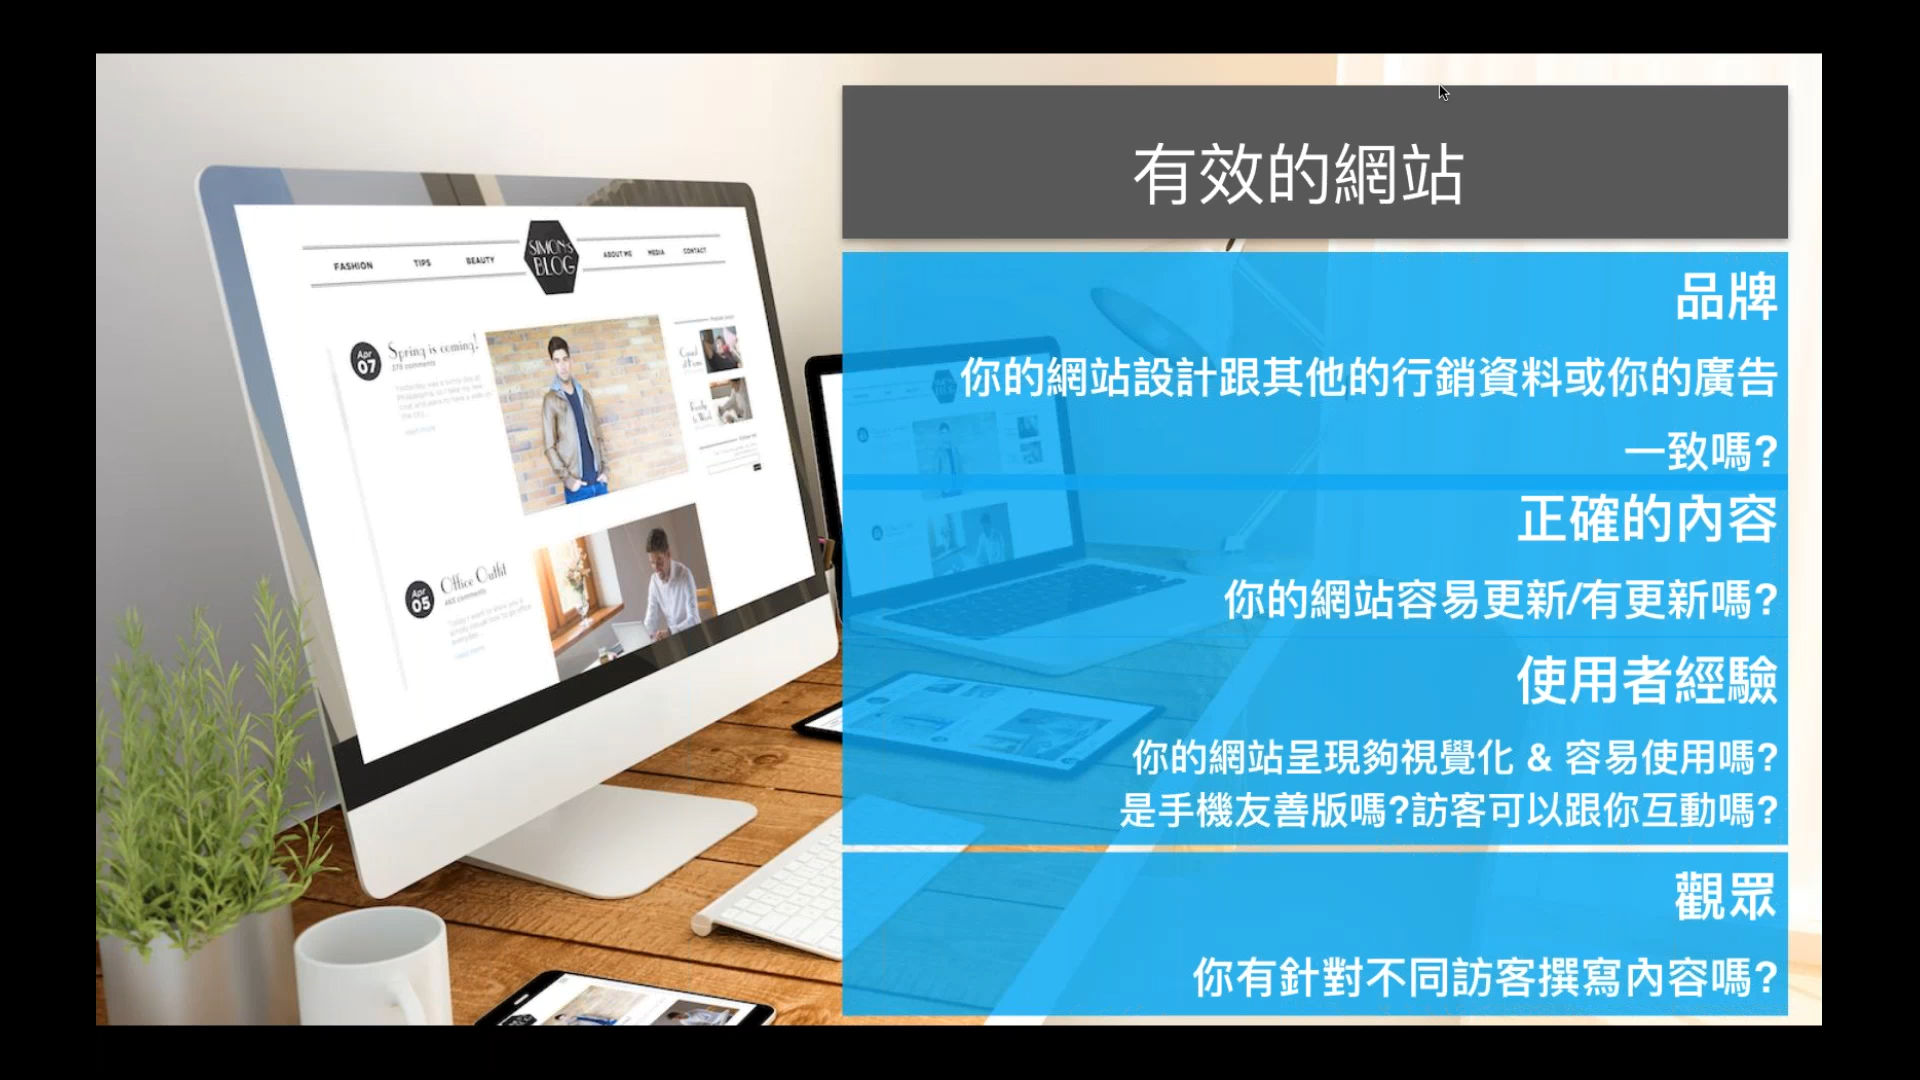 有效的網站
品牌
你的網站設計跟其他的行銷資料或你的廣告
一致嗎?
正確的內容
你的網站容易更新/有更新嗎?
使用者經驗
你的網站呈現夠視覺化 & 容易使用嗎?
是手機友善版嗎?訪客可以跟你互動嗎?
觀眾
你有針對不同訪客撰寫內容嗎?
FASHION TIPS BEAUTY
SIMON's
BLOG
ABOUT ME MEDIA CONTACT
Apr
07
Spring is coming!
Apr
05
Office Outfit